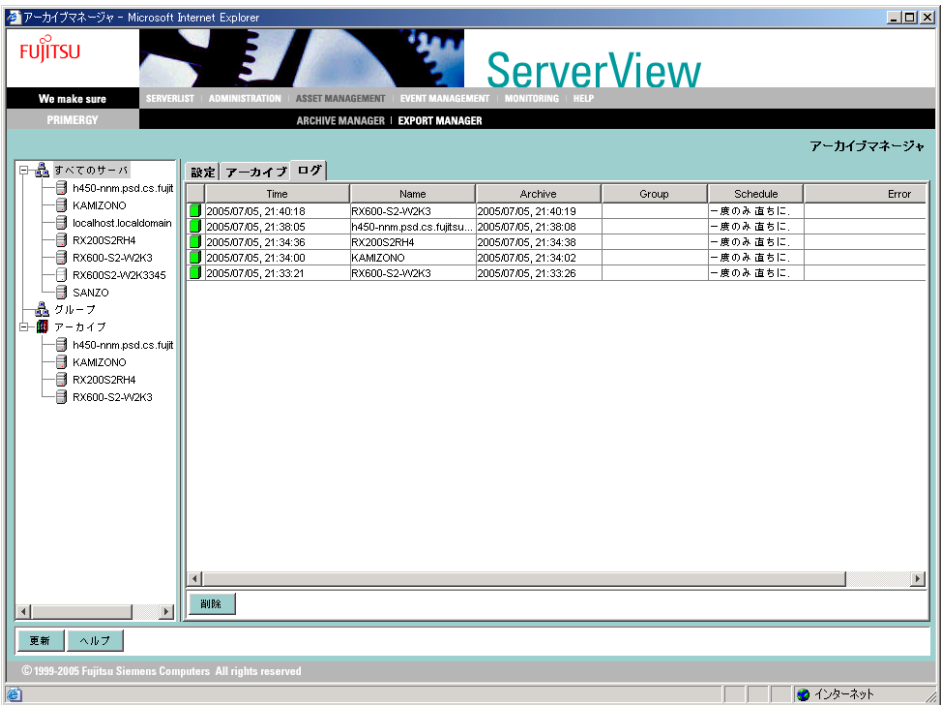 アーカイブマネージャ - Microsoft Internet Explorer
FUJITSU
ServerView
We make sure
SERVERLIST | ADMINISTRATION | ASSET MANAGEMENT | EVENT MANAGEMENT | MONITORING | HELP
PRIMERGY
ARCHIVE MANAGER | EXPORT MANAGER
アーカイブマネージャ
すべてのサーバ
h450-nnm.psd.cs.fujit
KAMIZONO
localhost.localdomain
RX200S2RH4
RX600-S2-W2K3
RX600S2-W2K3345
SANZO
グループ
アーカイブ
h450-nnm.psd.cs.fujit
KAMIZONO
RX200S2RH4
RX600-S2-W2K3
設定 アーカイブ ログ
Time Name Archive Group Schedule Error
2005/07/05, 21:40:18 RX600-S2-W2K3 2005/07/05, 21:40:19 一度のみ 直ちに.
2005/07/05, 21:38:05 h450-nnm.psd.cs.fujitsu... 2005/07/05, 21:38:08 一度のみ 直ちに.
2005/07/05, 21:34:36 RX200S2RH4 2005/07/05, 21:34:38 一度のみ 直ちに.
2005/07/05, 21:34:00 KAMIZONO 2005/07/05, 21:34:02 一度のみ 直ちに.
2005/07/05, 21:33:21 RX600-S2-W2K3 2005/07/05, 21:33:26 一度のみ 直ちに.
削除
更新 ヘルプ
© 1999-2005 Fujitsu Siemens Computers All rights reserved
インターネット